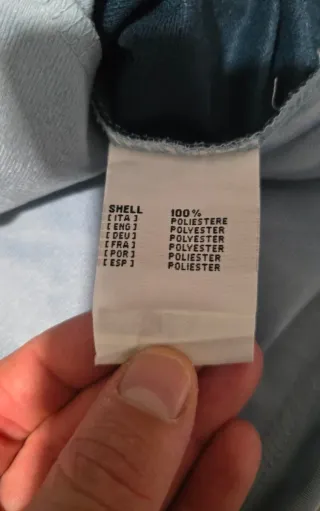 SHELL 100%
[ITA] POLIESTERE
[ENG] POLYESTER
[DEU] POLYESTER
[FRA] POLYESTER
[POR] POLIESTER
[ESP] POLIESTER